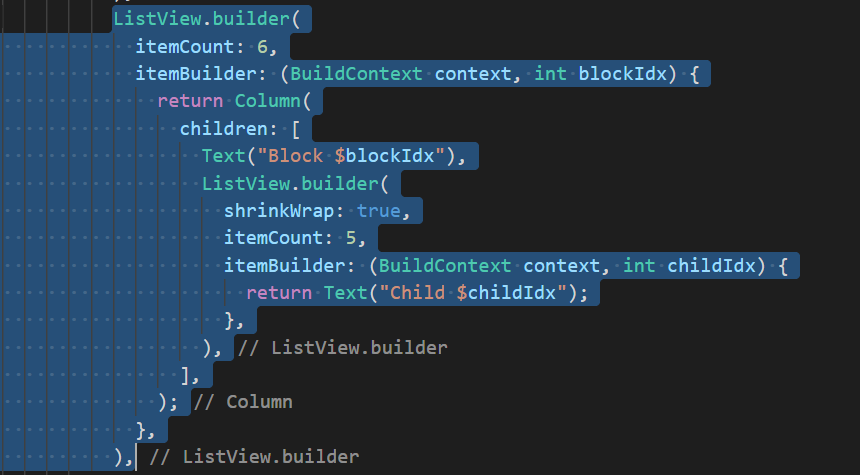 ListView.builder(
itemCount: 6,
itemBuilder: (BuildContext context, int blockIdx) {
return Column(
children: [
Text("Block $blockIdx"),
ListView.builder(
shrinkWrap: true,
itemCount: 5,
itemBuilder: (BuildContext context, int childIdx) {
return Text("Child $childIdx");
},
), // ListView.builder
],
); // Column
},
), // ListView.builder